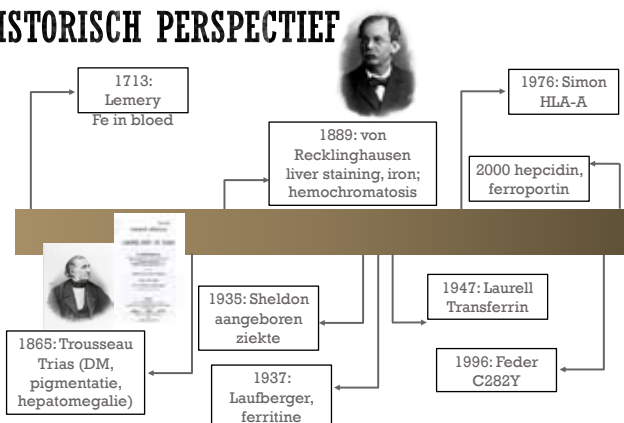 ISTORISCH PERSPECTIEF
1713:
Lemery
Fe in bloed
1889: von
Recklinghausen
liver staining, iron;
hemochromatosis
1976: Simon
HLA-A
2000 hepcidin,
ferroportin
1865: Trousseau
Trias (DM,
pigmentatie,
hepatomegalie)
1935: Sheldon
aangeboren
ziekte
1937:
Laufberger,
ferritine
1947: Laurell
Transferrin
1996: Feder
C282Y